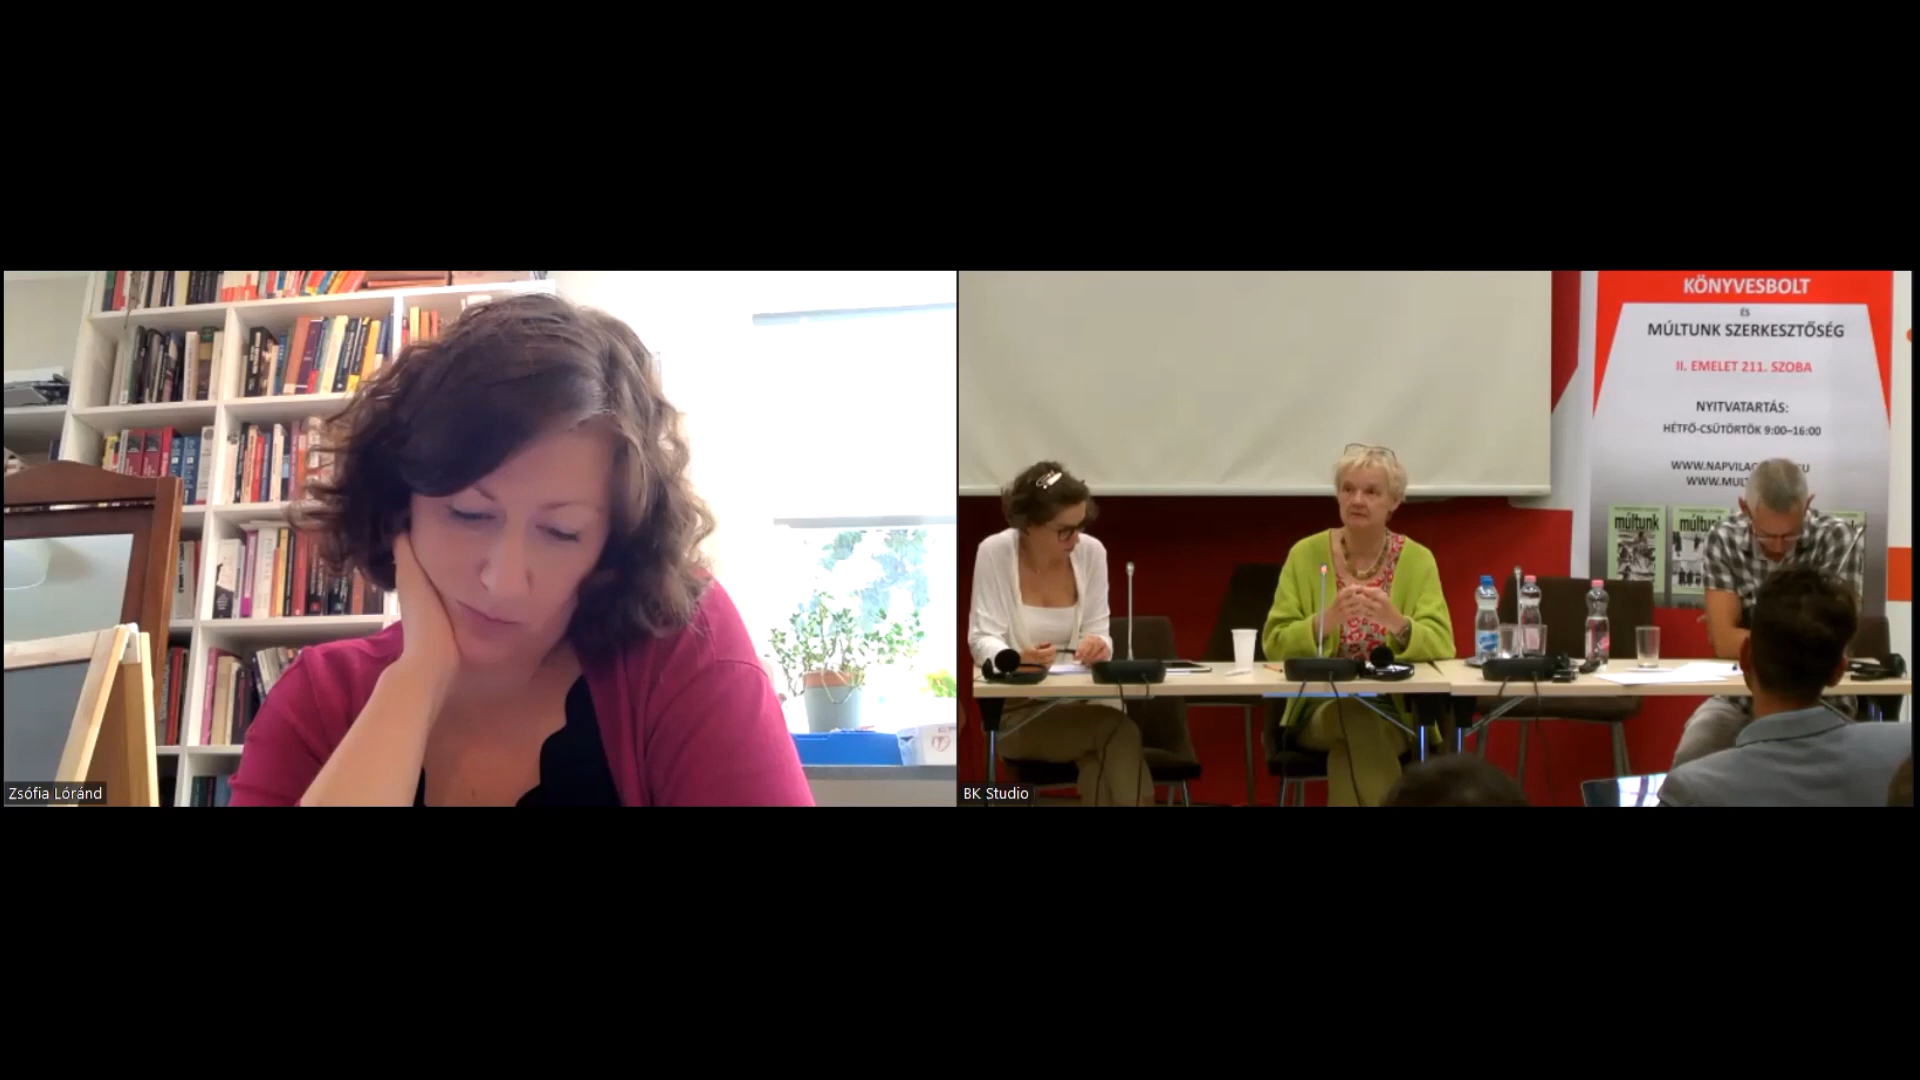 Zsófia Lóránd
BK Studio
KÖNYVESBOLT
ÉS
MÚLTUNK SZERKESZTŐSÉG
II. EMELET 211. SZOBA
NYITVATARTÁS:
HÉTFŐ-CSÜTÖRTÖK 9:00–16:00
múltunk